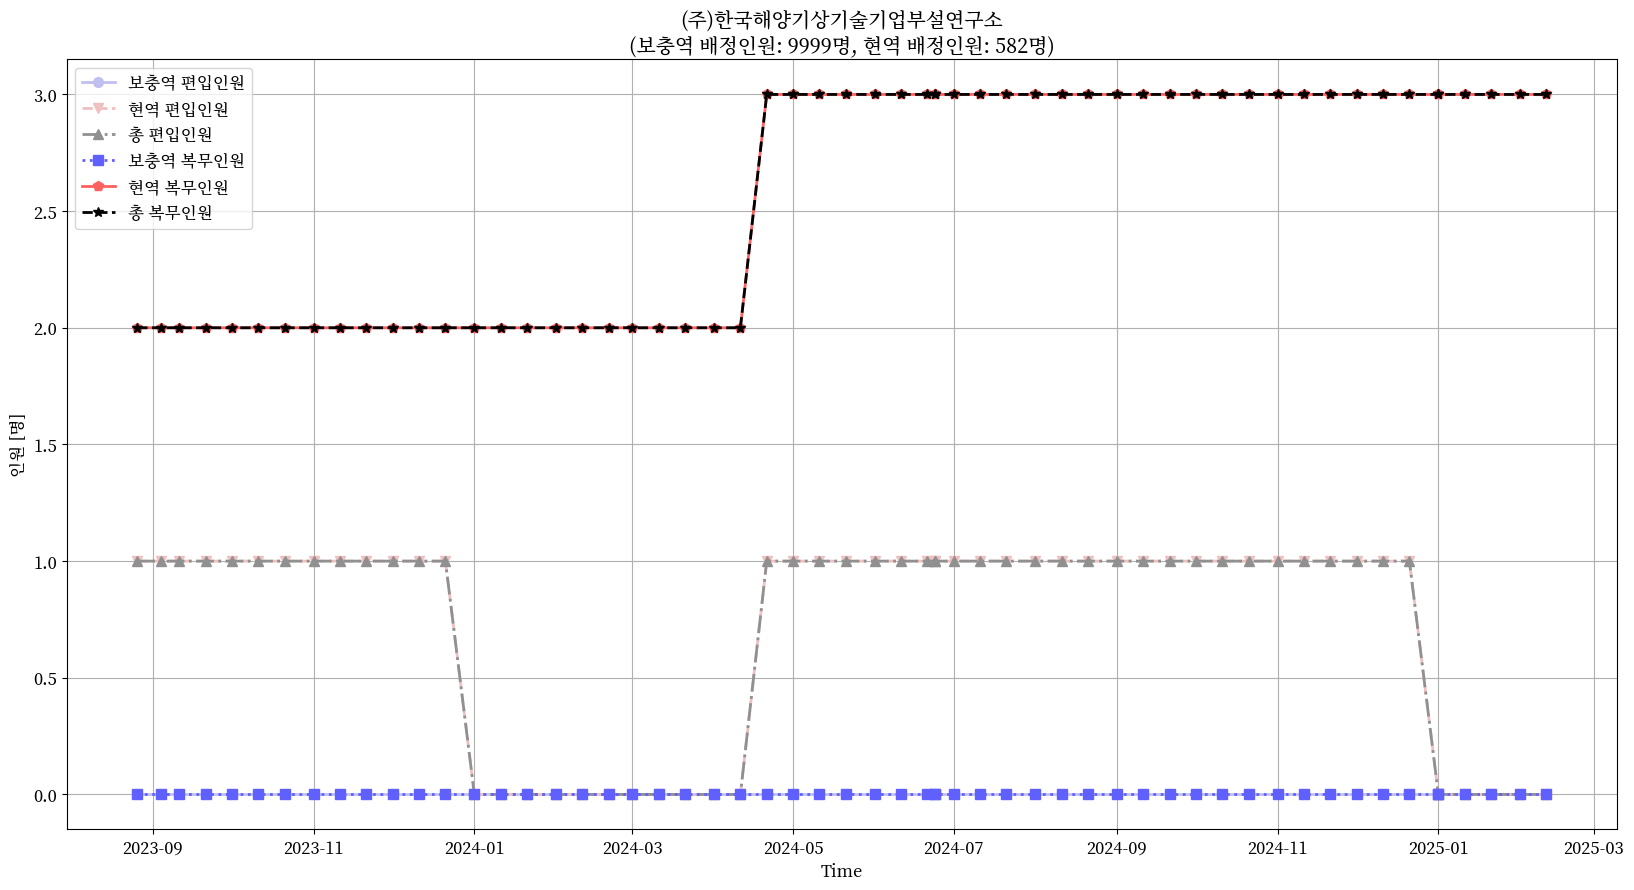 (주)한국해양기상기술기업부설연구소
(보충역 배정인원: 9999명, 현역 배정인원: 582명)
보충역 편입인원
현역 편입인원
총 편입인원
보충역 복무인원
현역 복무인원
총 복무인원
3.0
2.5
2.0
1.5
1.0
0.5
0.0
인원 [명]
2023-09 2023-11 2024-01 2024-03 2024-05 2024-07 2024-09 2024-11 2025-01 2025-03
Time